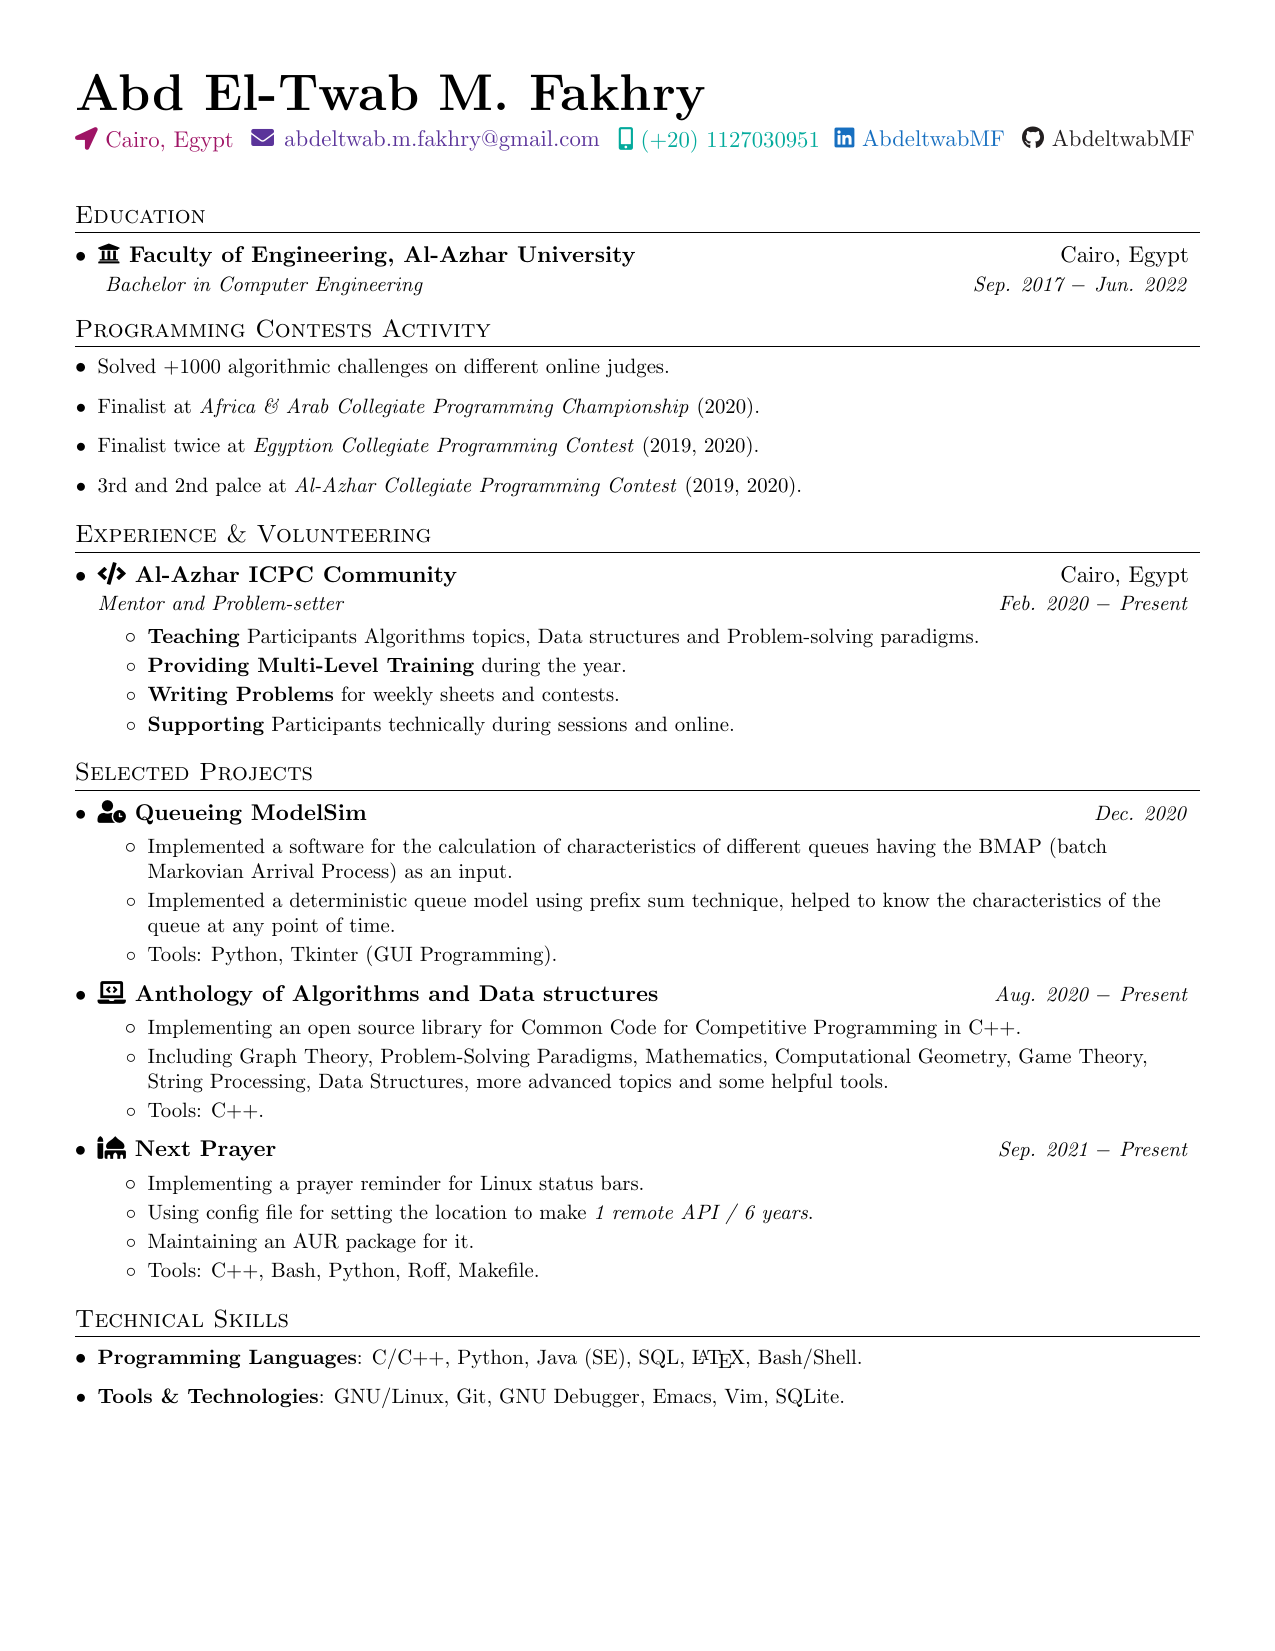 Abd El-Twab M. Fakhry
Cairo, Egypt abdeltwab.m.fakhry@gmail.com (+20) 1127030951 AbdeltwabMF AbdeltwabMF
Education
• Faculty of Engineering, Al-Azhar University Cairo, Egypt
Bachelor in Computer Engineering Sep. 2017 – Jun. 2022
Programming Contests Activity
• Solved +1000 algorithmic challenges on different online judges.
• Finalist at Africa & Arab Collegiate Programming Championship (2020).
• Finalist twice at Egyption Collegiate Programming Contest (2019, 2020).
• 3rd and 2nd palce at Al-Azhar Collegiate Programming Contest (2019, 2020).
Experience & Volunteering
• Al-Azhar ICPC Community Cairo, Egypt
Mentor and Problem-setter Feb. 2020 – Present
◦ Teaching Participants Algorithms topics, Data structures and Problem-solving paradigms.
◦ Providing Multi-Level Training during the year.
◦ Writing Problems for weekly sheets and contests.
◦ Supporting Participants technically during sessions and online.
Selected Projects
• Queueing ModelSim Dec. 2020
◦ Implemented a software for the calculation of characteristics of different queues having the BMAP (batch
Markovian Arrival Process) as an input.
◦ Implemented a deterministic queue model using prefix sum technique, helped to know the characteristics of the
queue at any point of time.
◦ Tools: Python, Tkinter (GUI Programming).
• Anthology of Algorithms and Data structures Aug. 2020 – Present
◦ Implementing an open source library for Common Code for Competitive Programming in C++.
◦ Including Graph Theory, Problem-Solving Paradigms, Mathematics, Computational Geometry, Game Theory,
String Processing, Data Structures, more advanced topics and some helpful tools.
◦ Tools: C++.
• Next Prayer Sep. 2021 – Present
◦ Implementing a prayer reminder for Linux status bars.
◦ Using config file for setting the location to make 1 remote API / 6 years.
◦ Maintaining an AUR package for it.
◦ Tools: C++, Bash, Python, Roff, Makefile.
Technical Skills
• Programming Languages: C/C++, Python, Java (SE), SQL, LATEX, Bash/Shell.
• Tools & Technologies: GNU/Linux, Git, GNU Debugger, Emacs, Vim, SQLite.